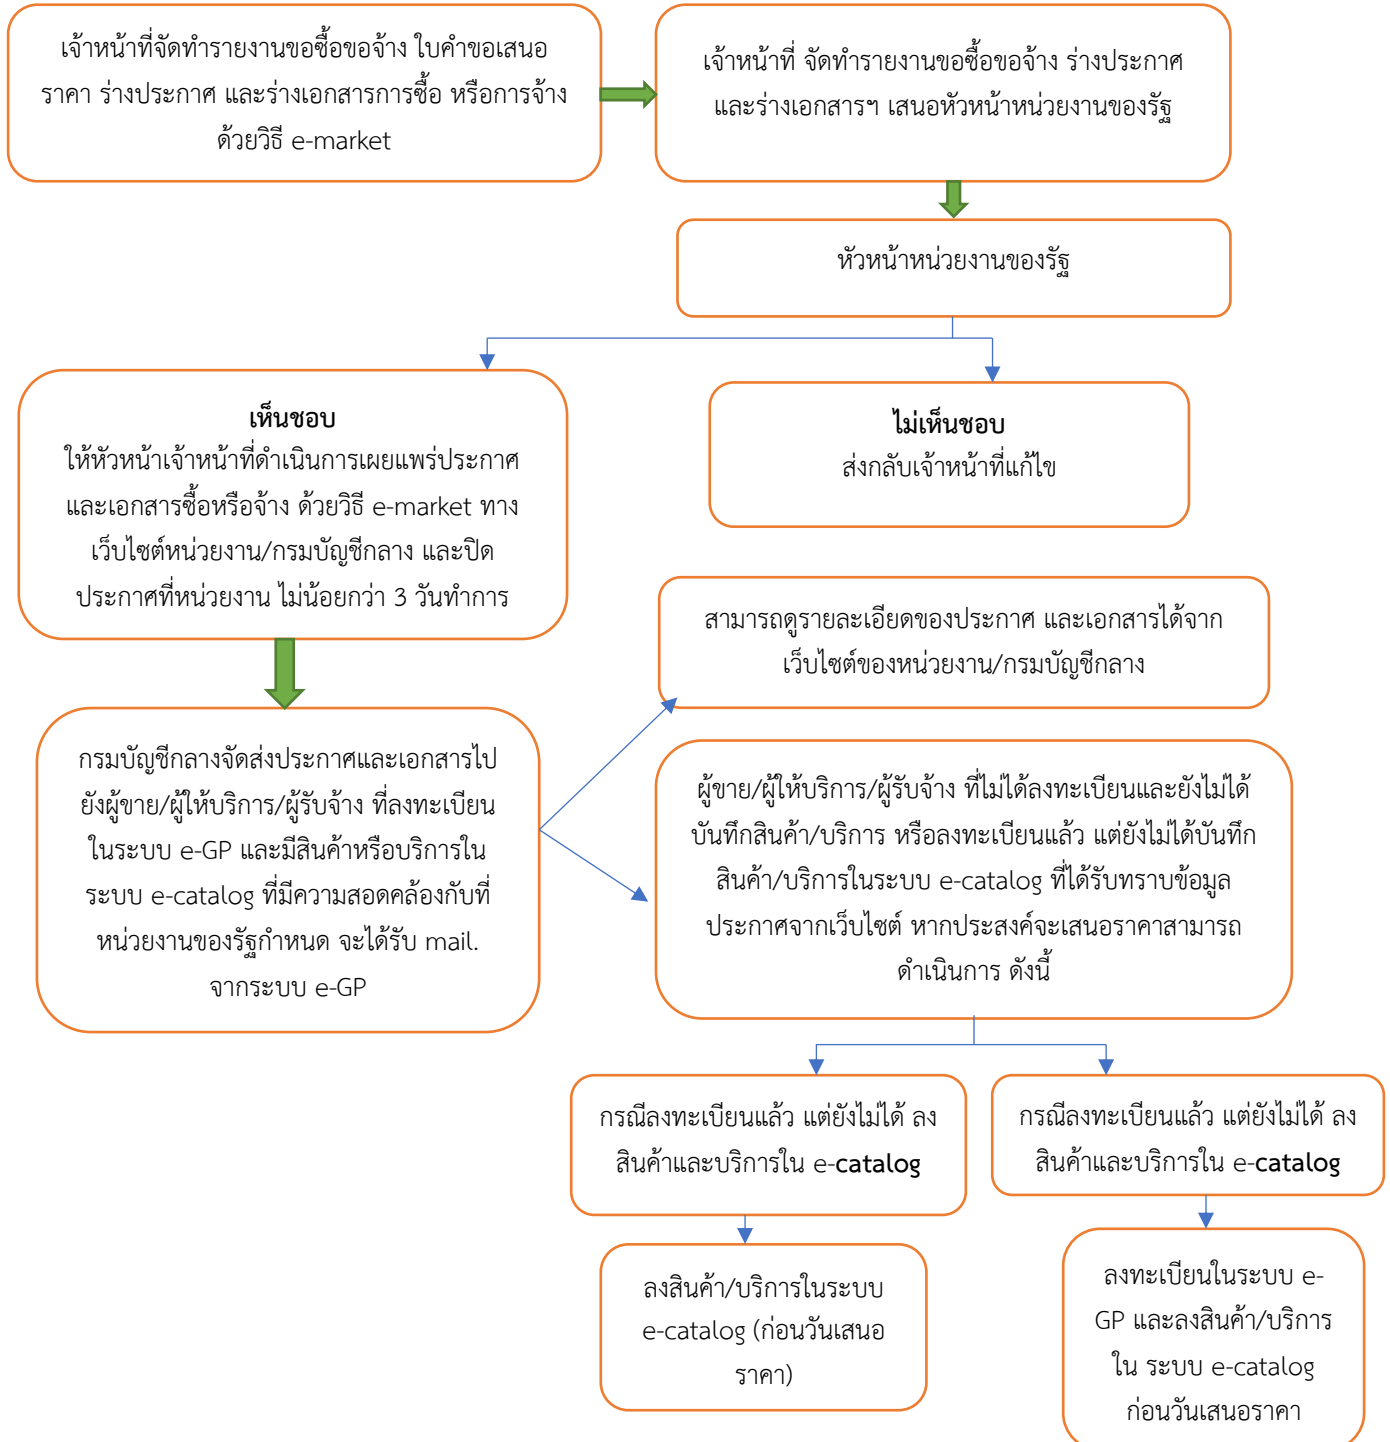 เจ้าหน้าที่จัดทำรายงานขอซื้อขอจ้าง ใบคำขอเสนอ
ราคา ร่างประกาศ และร่างเอกสารการซื้อ หรือการจ้าง
ด้วยวิธี e-market
เจ้าหน้าที่ จัดทำรายงานขอซื้อขอจ้าง ร่างประกาศ
และร่างเอกสารฯ เสนอหัวหน้าหน่วยงานของรัฐ
หัวหน้าหน่วยงานของรัฐ
เห็นชอบ
ให้หัวหน้าเจ้าหน้าที่ดำเนินการเผยแพร่ประกาศ
และเอกสารซื้อหรือจ้าง ด้วยวิธี e-market ทาง
เว็บไซต์หน่วยงาน/กรมบัญชีกลาง และปิด
ประกาศที่หน่วยงาน ไม่น้อยกว่า 3 วันทำการ
ไม่เห็นชอบ
ส่งกลับเจ้าหน้าที่แก้ไข
สามารถดูรายละเอียดของประกาศ และเอกสารได้จาก
เว็บไซต์ของหน่วยงาน/กรมบัญชีกลาง
กรมบัญชีกลางจัดส่งประกาศและเอกสารไป
ยังผู้ขาย/ผู้ให้บริการ/ผู้รับจ้าง ที่ลงทะเบียน
ในระบบ e-GP และมีสินค้าหรือบริการใน
ระบบ e-catalog ที่มีความสอดคล้องกับที่
หน่วยงานของรัฐกำหนด จะได้รับ mail.
จากระบบ e-GP
ผู้ขาย/ผู้ให้บริการ/ผู้รับจ้าง ที่ไม่ได้ลงทะเบียนและยังไม่ได้
บันทึกสินค้า/บริการ หรือลงทะเบียนแล้ว แต่ยังไม่ได้บันทึก
สินค้า/บริการในระบบ e-catalog ที่ได้รับทราบข้อมูล
ประกาศจากเว็บไซต์ หากประสงค์จะเสนอราคาสามารถ
ดำเนินการ ดังนี้
กรณีลงทะเบียนแล้ว แต่ยังไม่ได้ ลง
สินค้าและบริการใน e-catalog
กรณีลงทะเบียนแล้ว แต่ยังไม่ได้ ลง
สินค้าและบริการใน e-catalog
ลงสินค้า/บริการในระบบ
e-catalog (ก่อนวันเสนอ
ราคา)
ลงทะเบียนในระบบ e-
GP และลงสินค้า/บริการ
ใน ระบบ e-catalog
ก่อนวันเสนอราคา